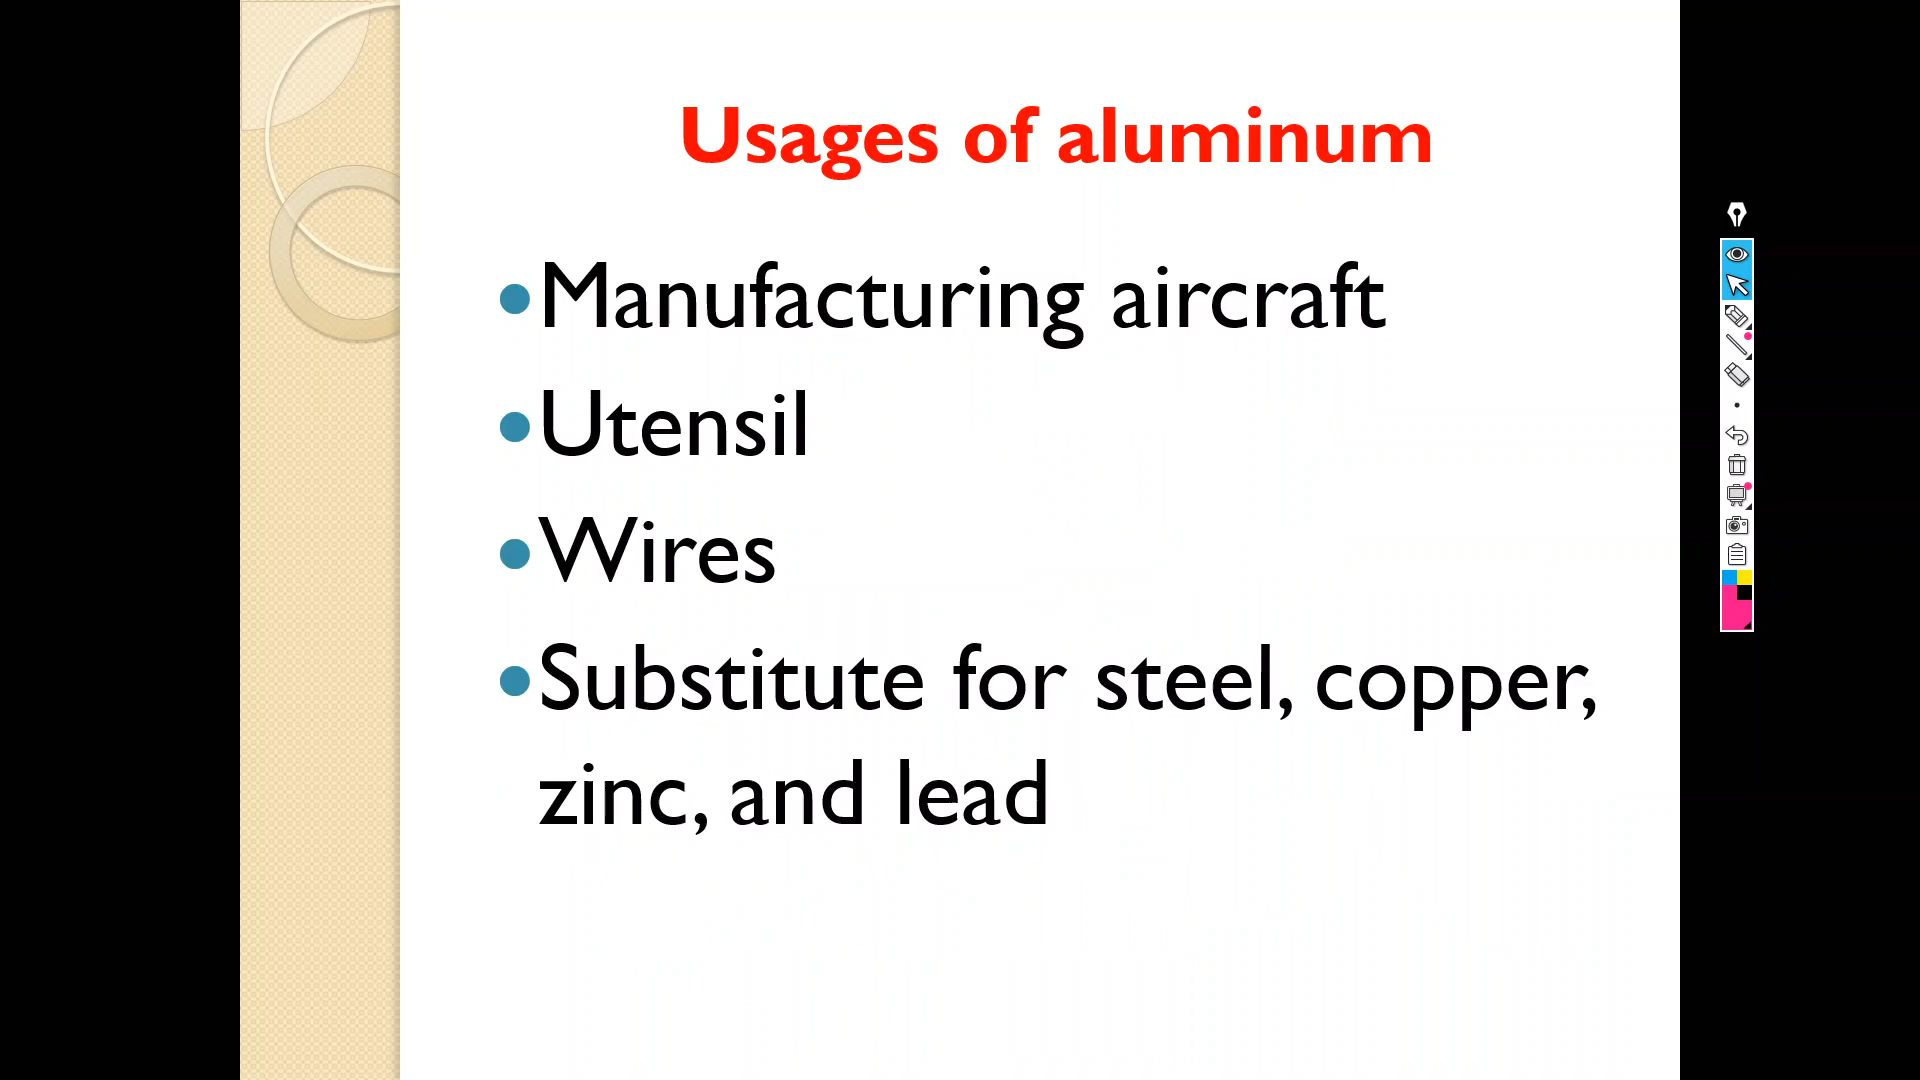 Usages of aluminum
•Manufacturing aircraft
•Utensil
•Wires
•Substitute for steel, copper,
zinc, and lead